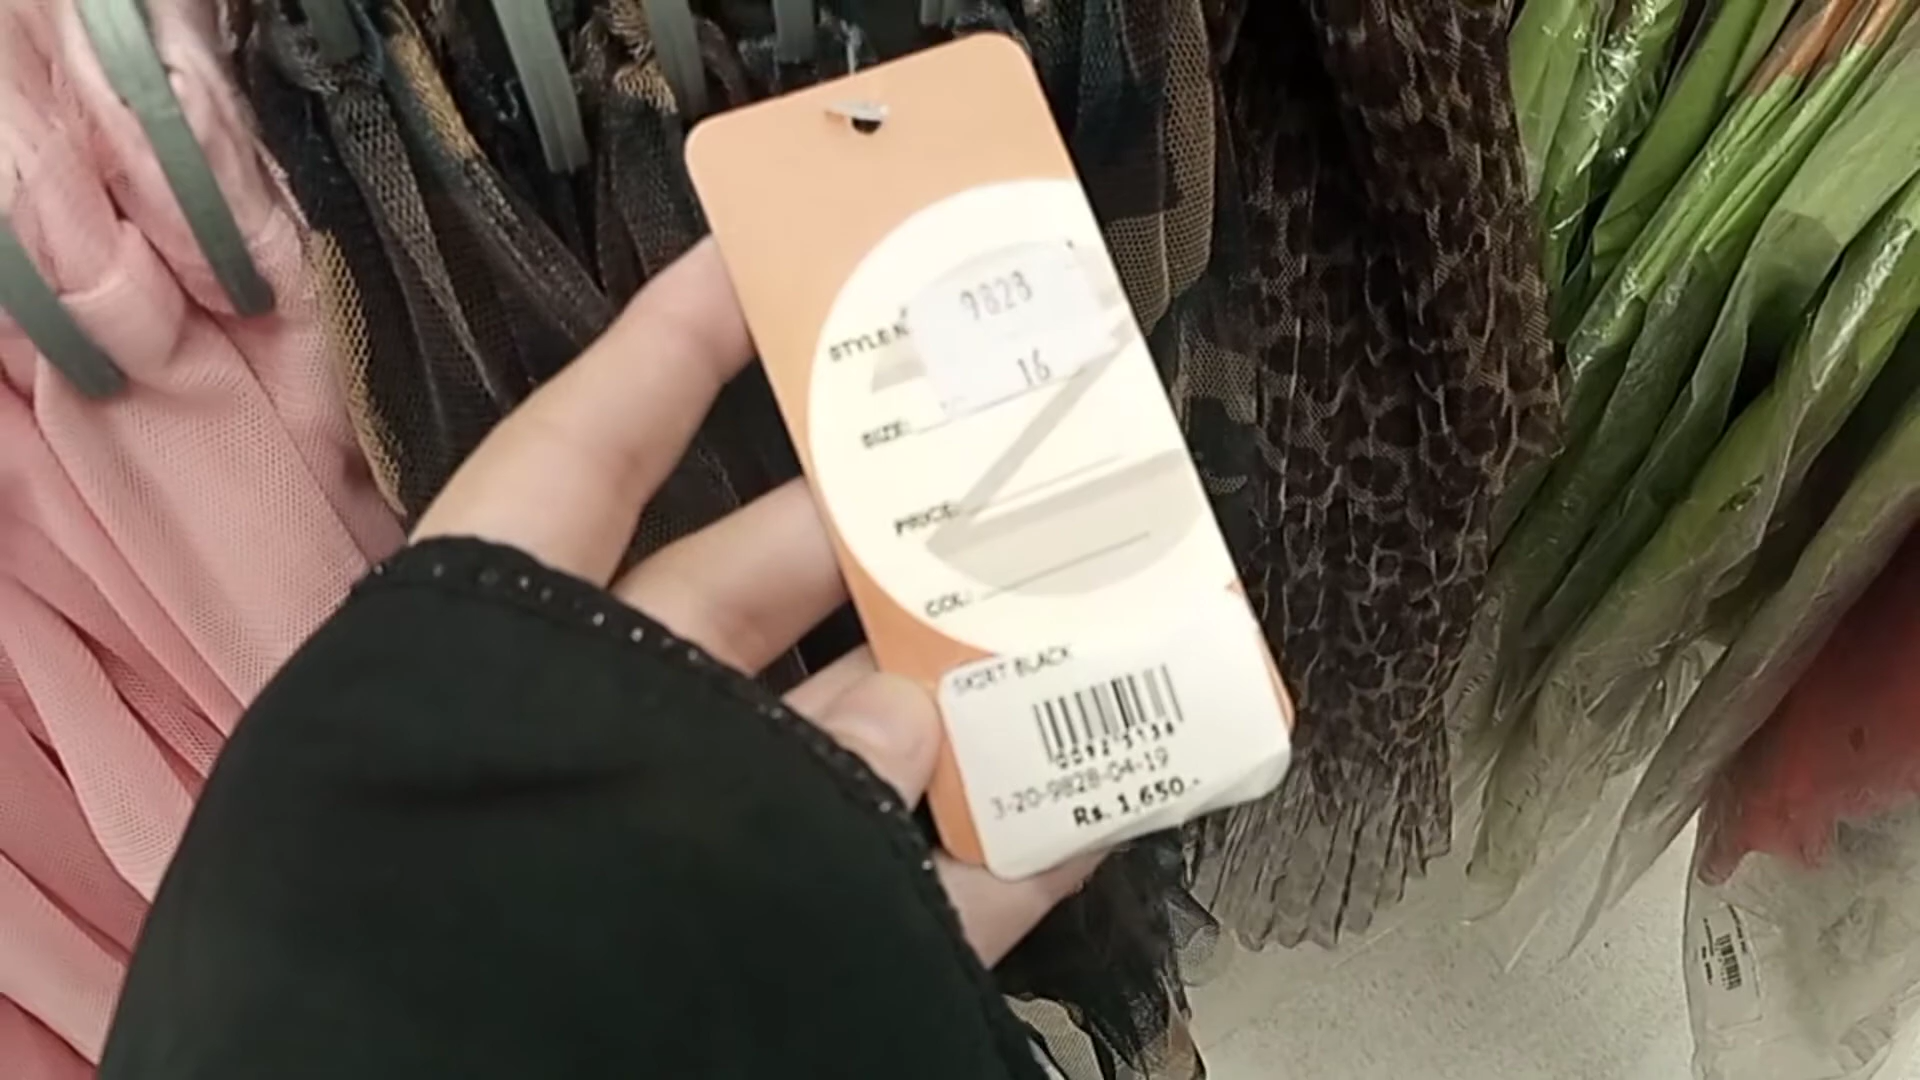 9828
STYLE N
16
SIZE:
PRICE:
COL:
SKIRT BLACK
3-20-9828-04-19
Rs. 1,650.-